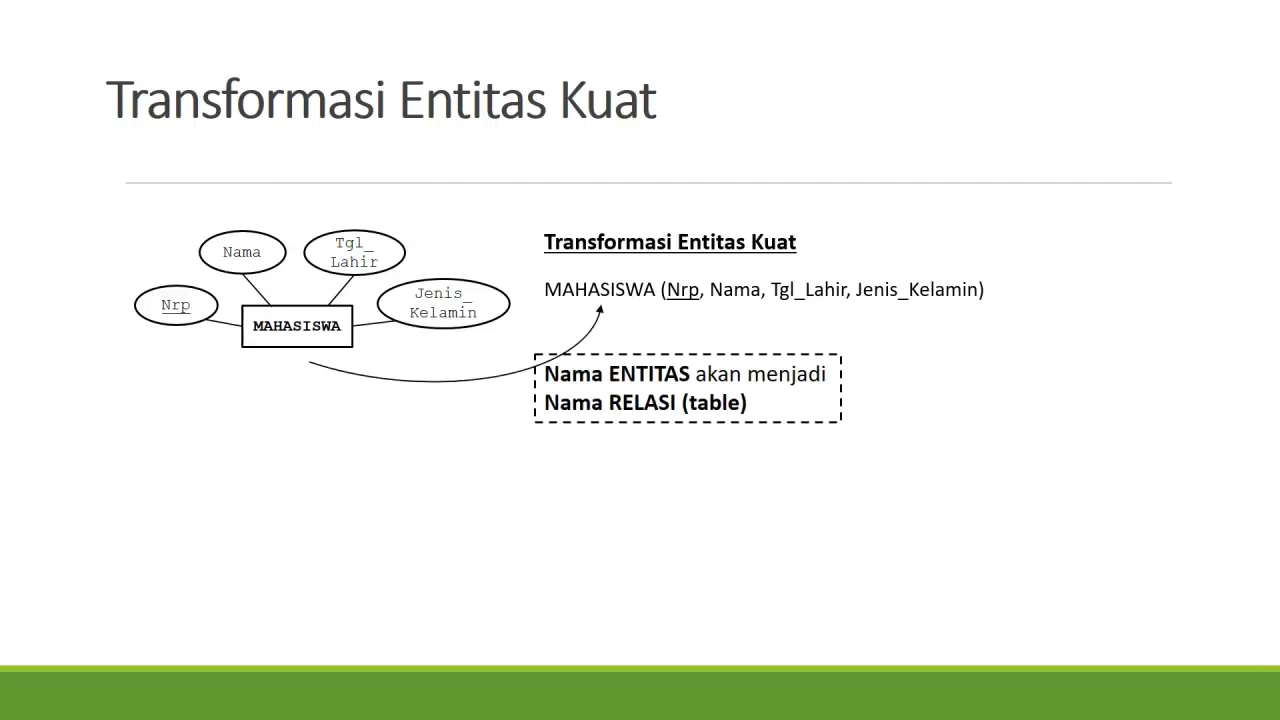 Transformasi Entitas Kuat
Nama
Tgl_
Lahir
Nrp
Jenis_
Kelamin
MAHASISWA
Transformasi Entitas Kuat
MAHASISWA (Nrp, Nama, Tgl_Lahir, Jenis_Kelamin)
Nama ENTITAS akan menjadi
Nama RELASI (table)